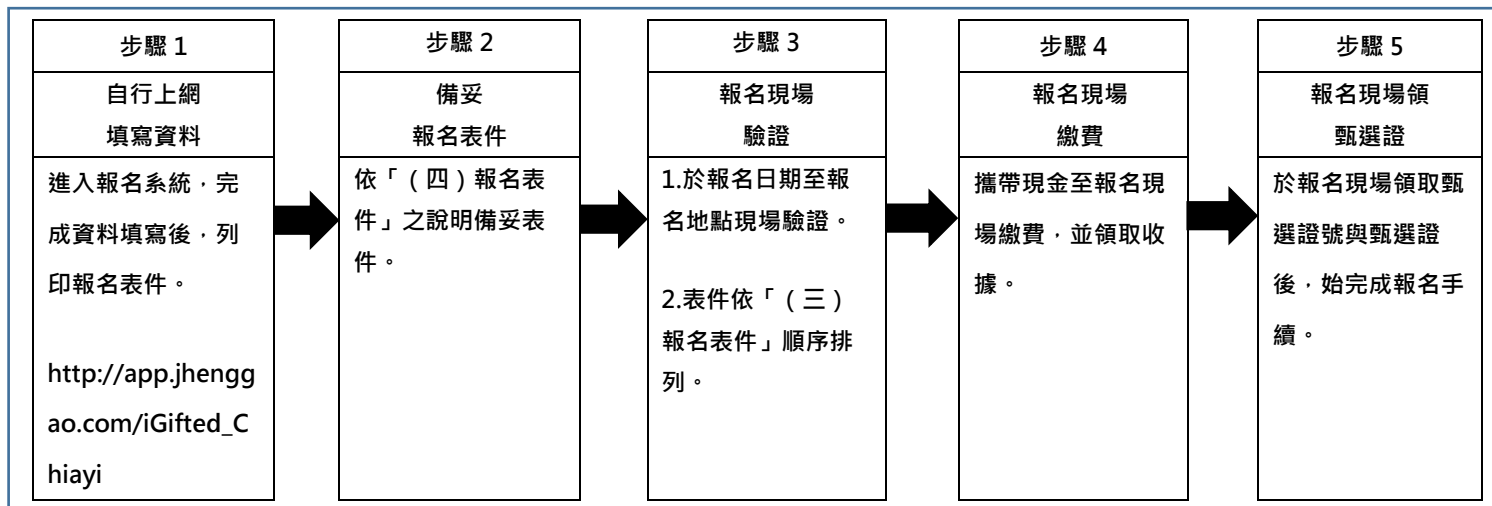 步驟 1
自行上網
填寫資料
進入報名系統，完
成資料填寫後，列
印報名表件。
http://app.jhengg
ao.com/iGifted_C
hiayi
步驟 2
備妥
報名表件
依「（四）報名表
件」之說明備妥表
件。
步驟 3
報名現場
驗證
1.於報名日期至報
名地點現場驗證。
2.表件依「（三）
報名表件」順序排
列。
步驟 4
報名現場
繳費
攜帶現金至報名現
場繳費，並領取收
據。
步驟 5
報名現場領
甄選證
於報名現場領取甄
選證號與甄選證
後，始完成報名手
續。